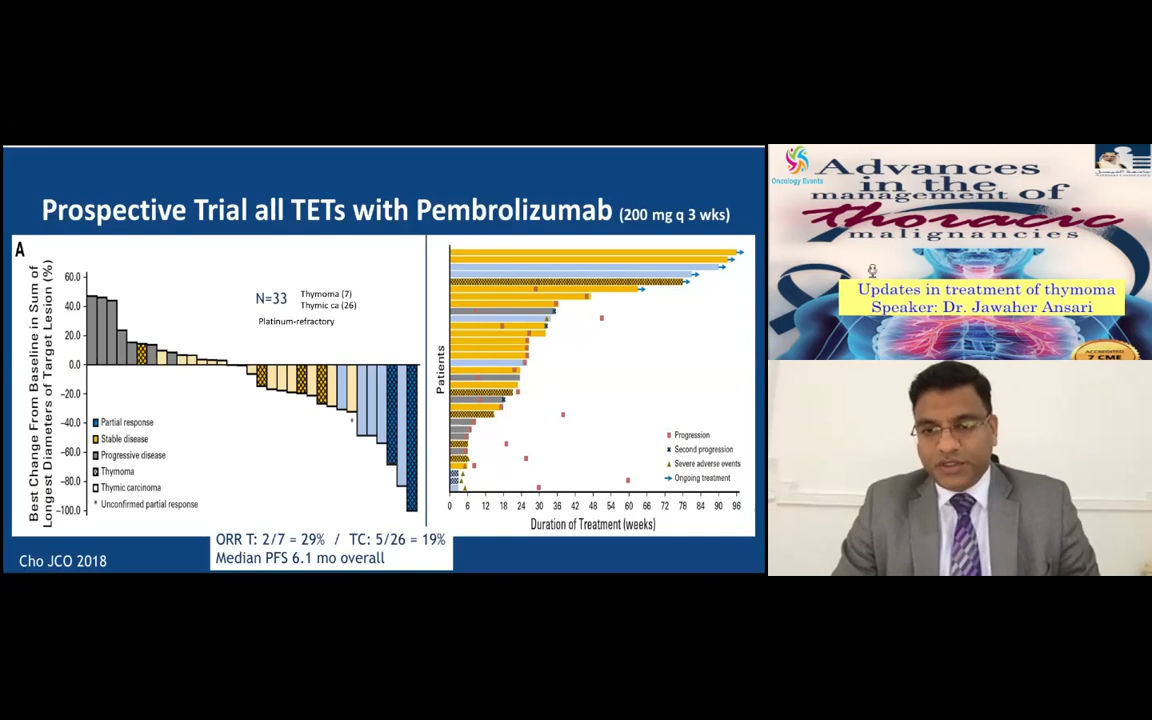 Prospective Trial all TETs with Pembrolizumab (200 mg q 3 wks)
A
Best Change From Baseline in Sum of
Longest Diameters of Target Lesion (%)
60.0
40.0
20.0
0.0
-20.0
-40.0
-60.0
-80.0
-100.0
N=33
Thymoma (7)
Thymic ca (26)
Platinum-refractory
Partial response
Stable disease
Progressive disease
Thymoma
Thymic carcinoma
* Unconfirmed partial response
*
Patients
Progression
Second progression
Severe adverse events
Ongoing treatment
0 6 12 18 24 30 36 42 48 54 60 66 72 78 84 90 96
Duration of Treatment (weeks)
ORR T: 2/7 = 29% / TC: 5/26 = 19%
Median PFS 6.1 mo overall
Cho JCO 2018
Oncology Events
Advances
in the
management of
thoracic
malignancies
Updates in treatment of thymoma
Speaker: Dr. Jawaher Ansari
ACCREDITED
7 CME